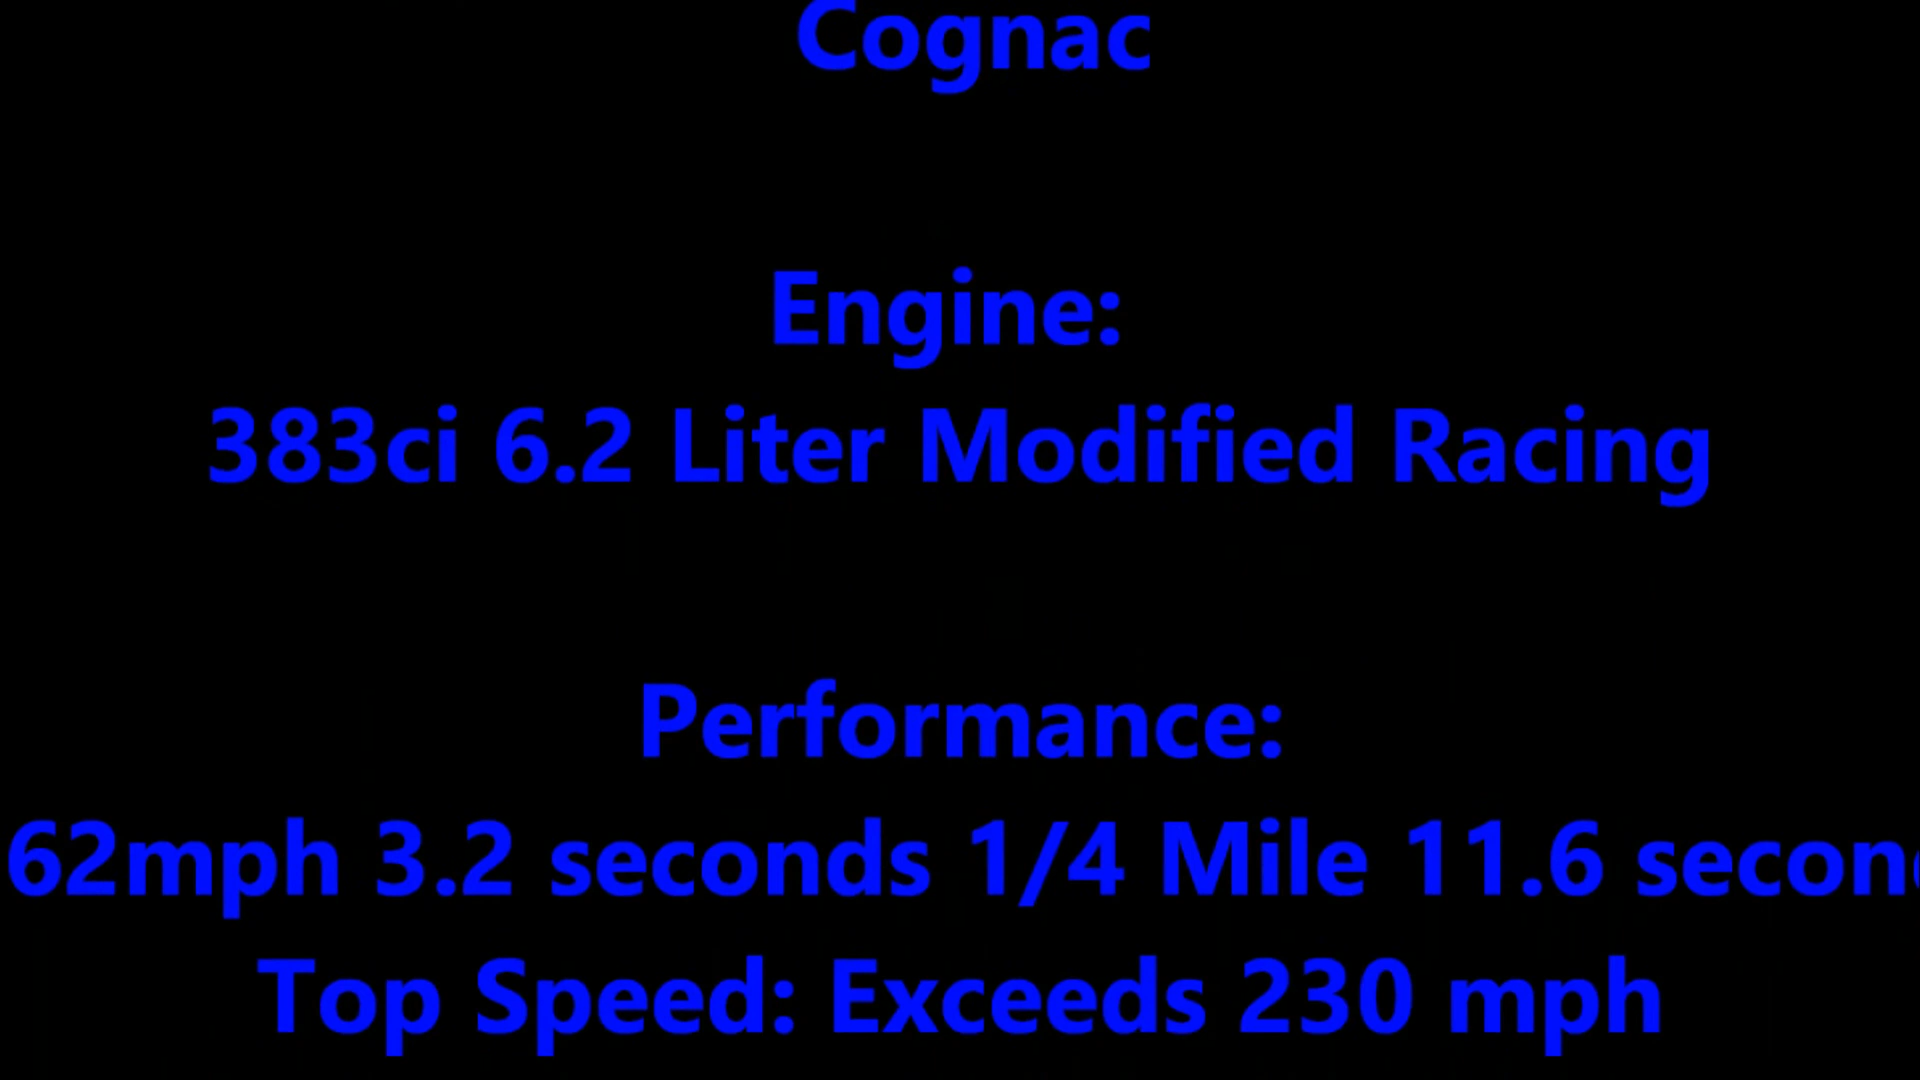 Cognac
Engine:
383ci 6.2 Liter Modified Racing
Performance:
62mph 3.2 seconds 1/4 Mile 11.6 secon
Top Speed: Exceeds 230 mph